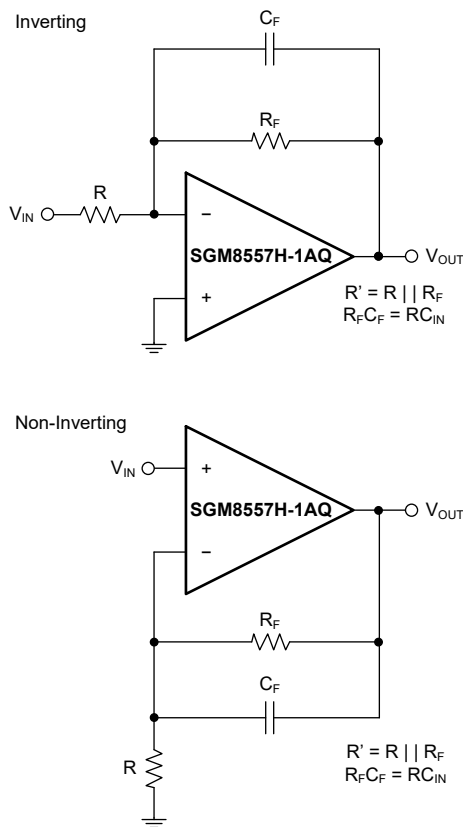 Inverting
C_F
R_F
R
V_IN
−
SGM8557H-1AQ
V_OUT
+
R' = R || R_F
R_FC_F = RC_IN
Non-Inverting
V_IN
+
SGM8557H-1AQ
V_OUT
−
R_F
C_F
R
R' = R || R_F
R_FC_F = RC_IN